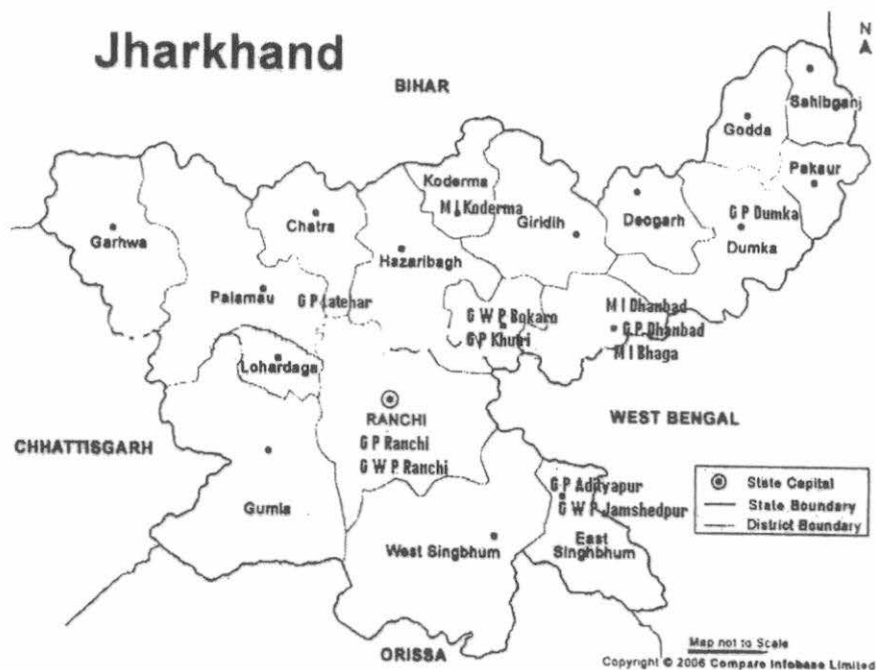 Jharkhand
N
BIHAR
Sahibganj
Godda
Pakaur
Koderma
M I Koderma
Giridih
Deogarh
G P Dumka
Dumka
Garhwa
Chatra
Hazaribagh
Palamau
G P Latehar
G W P Bokaro
G P Khutri
M I Dhanbad
G P Dhanbad
M I Bhaga
Lohardaga
RANCHI
G P Ranchi
G W P Ranchi
WEST BENGAL
CHHATTISGARH
Gumla
G P Adityapur
G W P Jamshedpur
East
Singhbhum
West Singbhum
State Capital
State Boundary
District Boundary
ORISSA
Map not to Scale
Copyright © 2006 Compare Infobase Limited